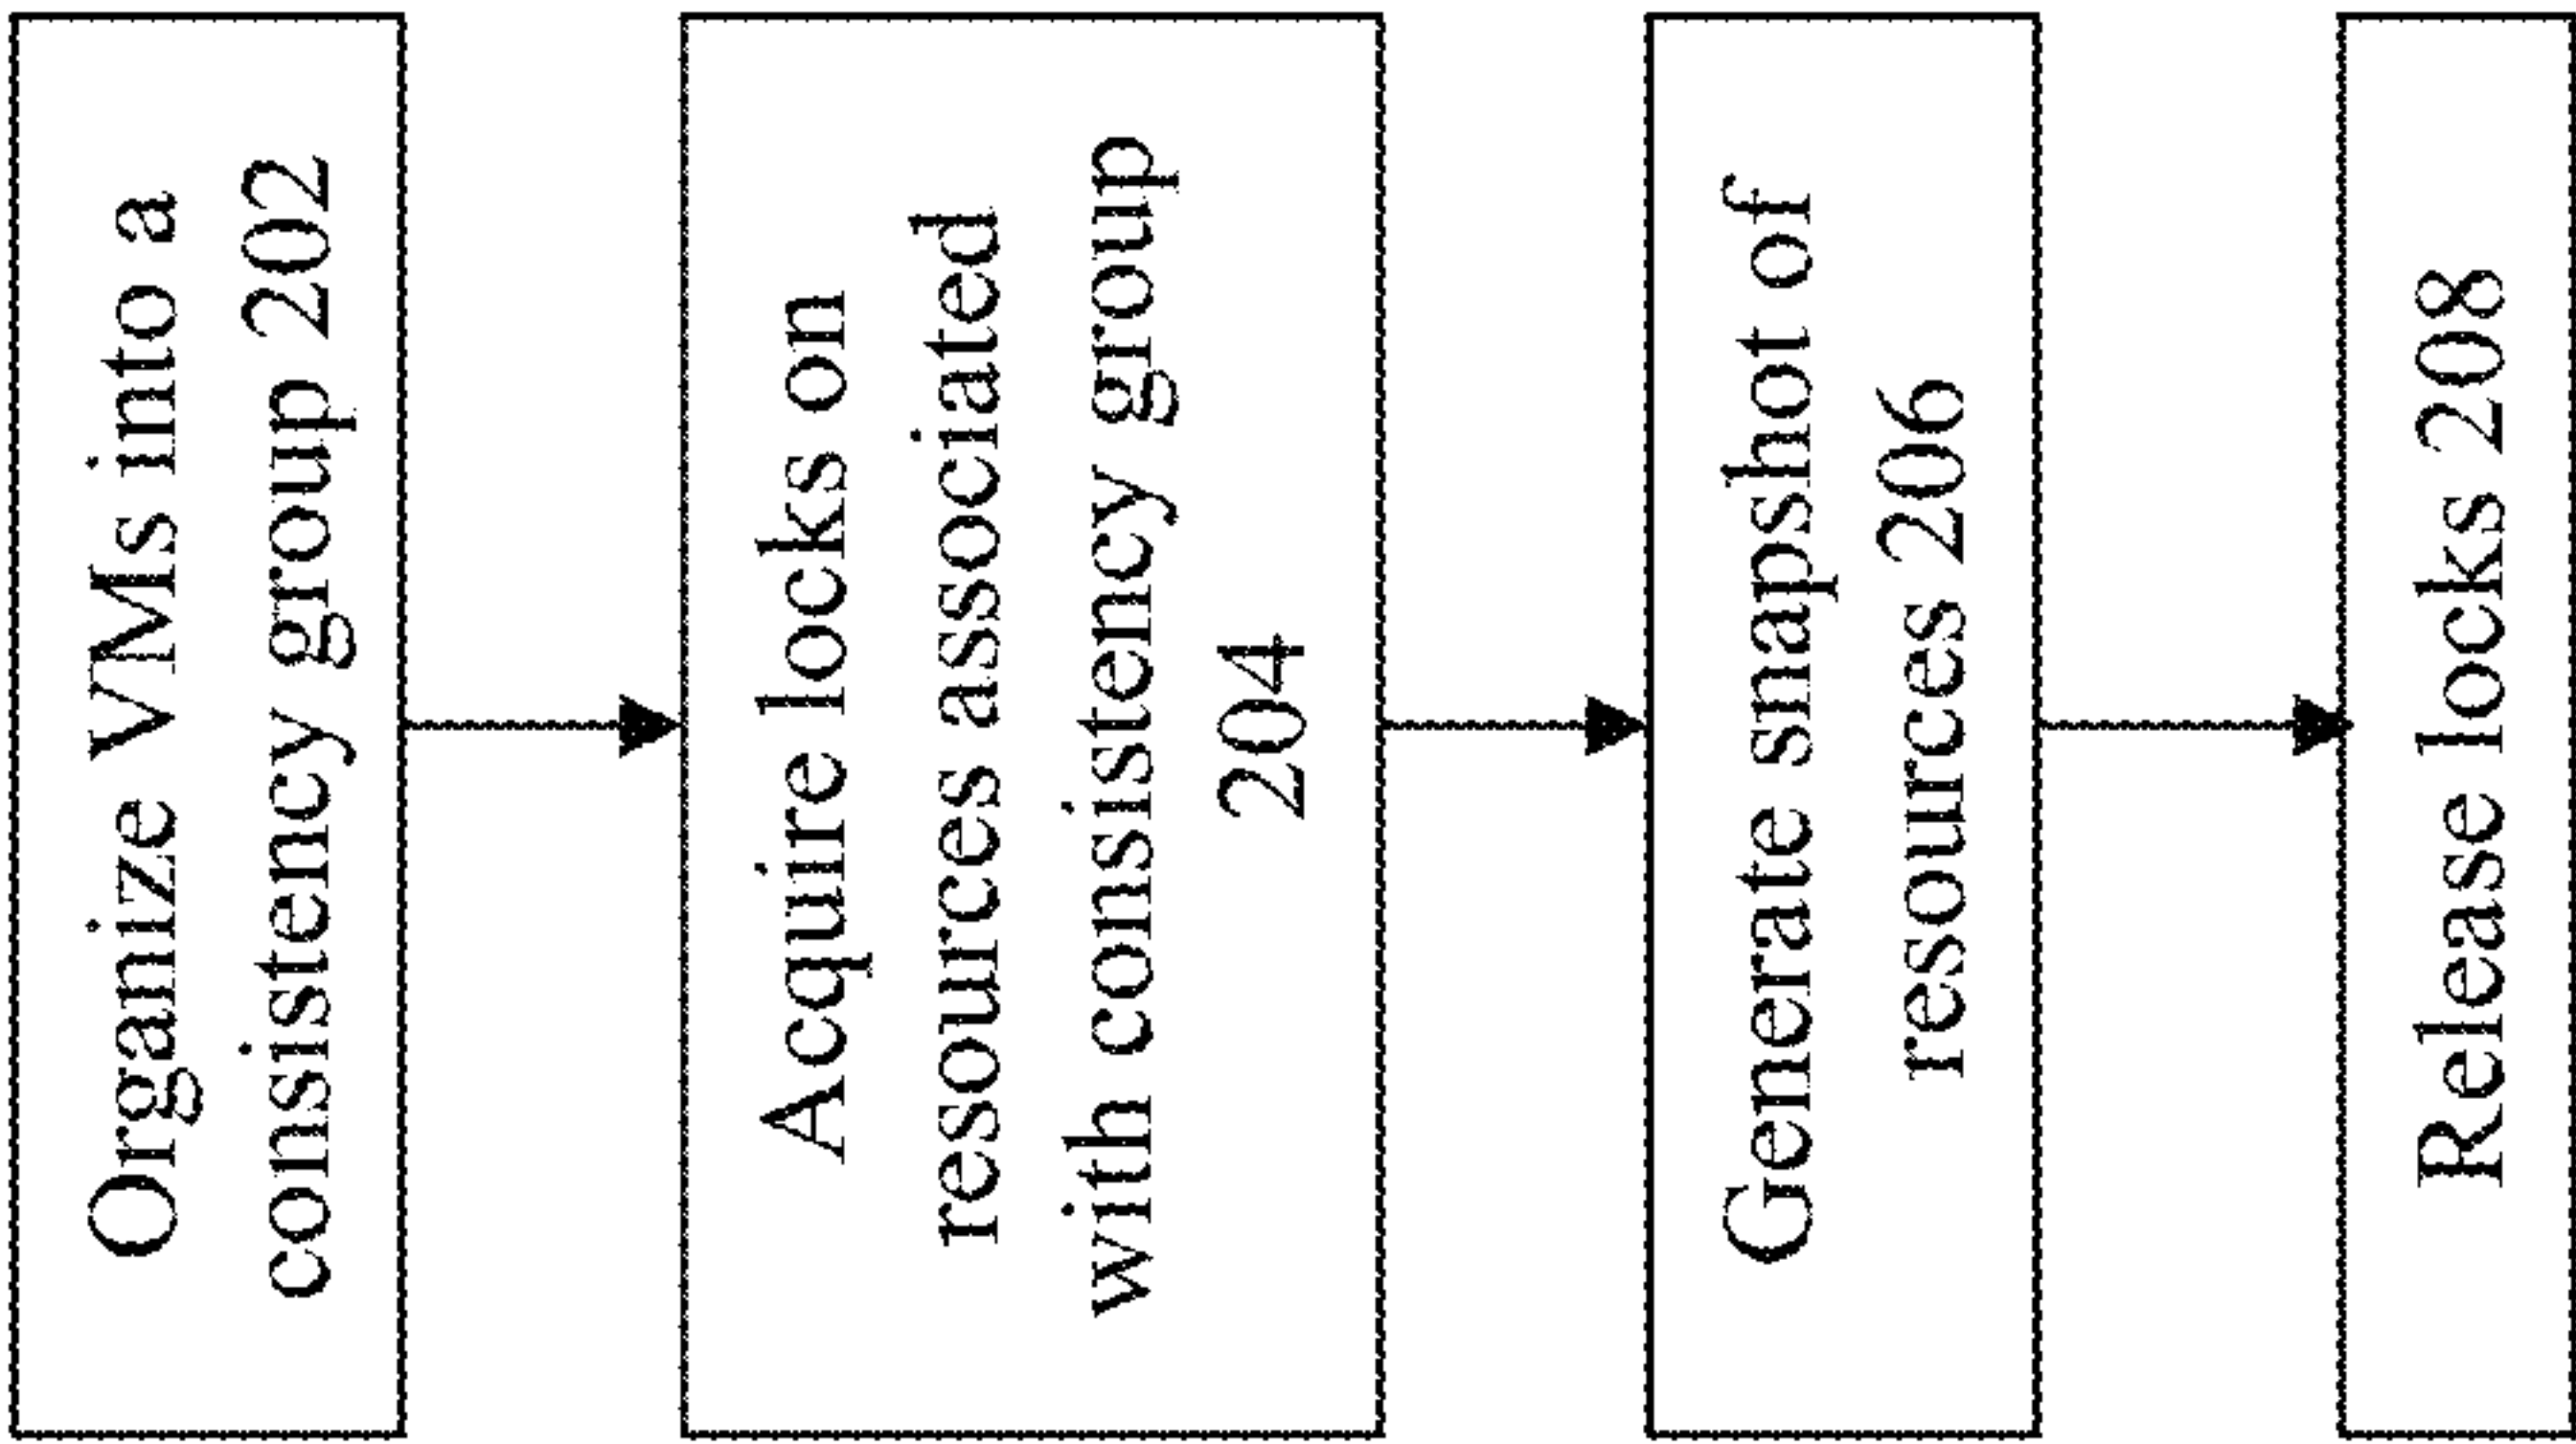 Organize VMs into a
consistency group 202
Acquire locks on
resources associated
with consistency group
204
Generate snapshot of
resources 206
Release locks 208